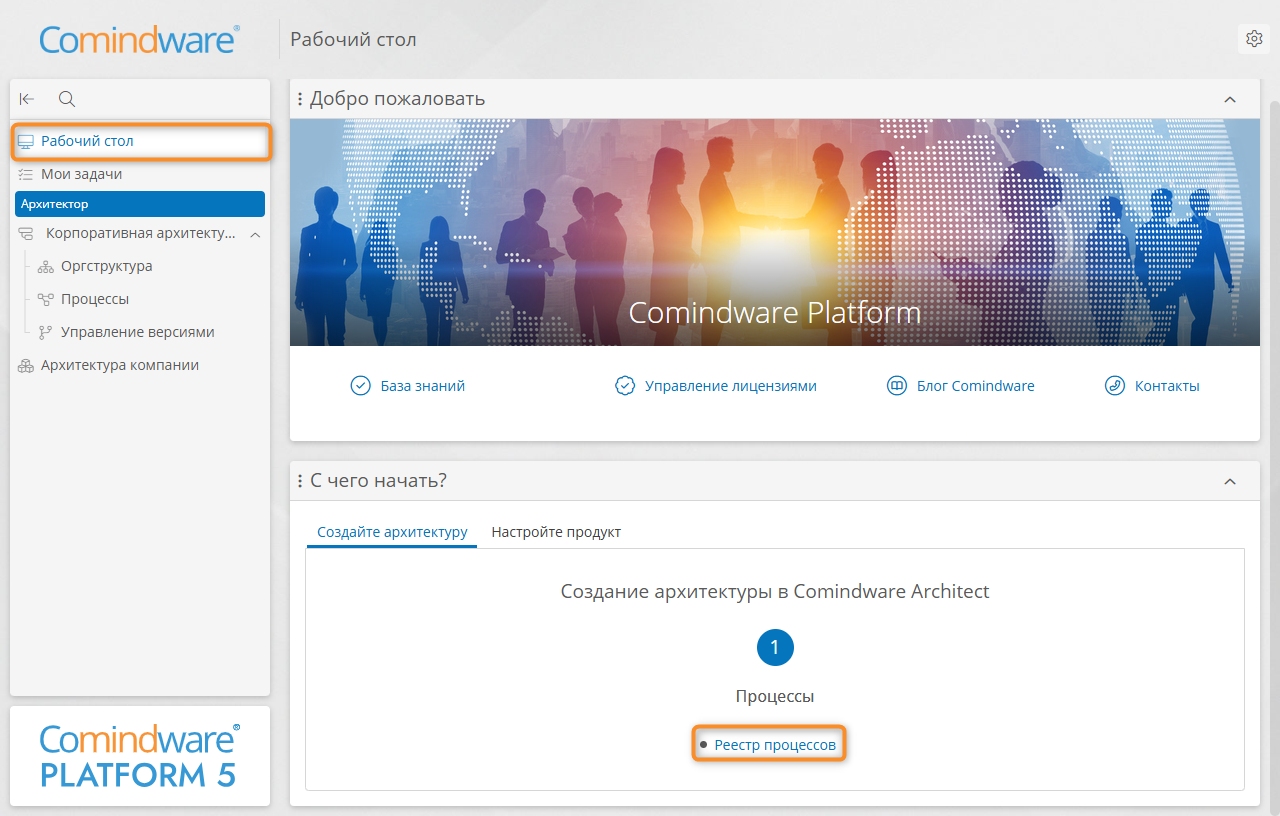 Comindware®
Рабочий стол
Рабочий стол
Мои задачи
Архитектор
Корпоративная архитекту...
Оргструктура
Процессы
Управление версиями
Архитектура компании
Comindware®
PLATFORM 5
Добро пожаловать
Comindware Platform
База знаний
Управление лицензиями
Блог Comindware
Контакты
С чего начать?
Создайте архитектуру
Настройте продукт
Создание архитектуры в Comindware Architect
1
Процессы
Реестр процессов